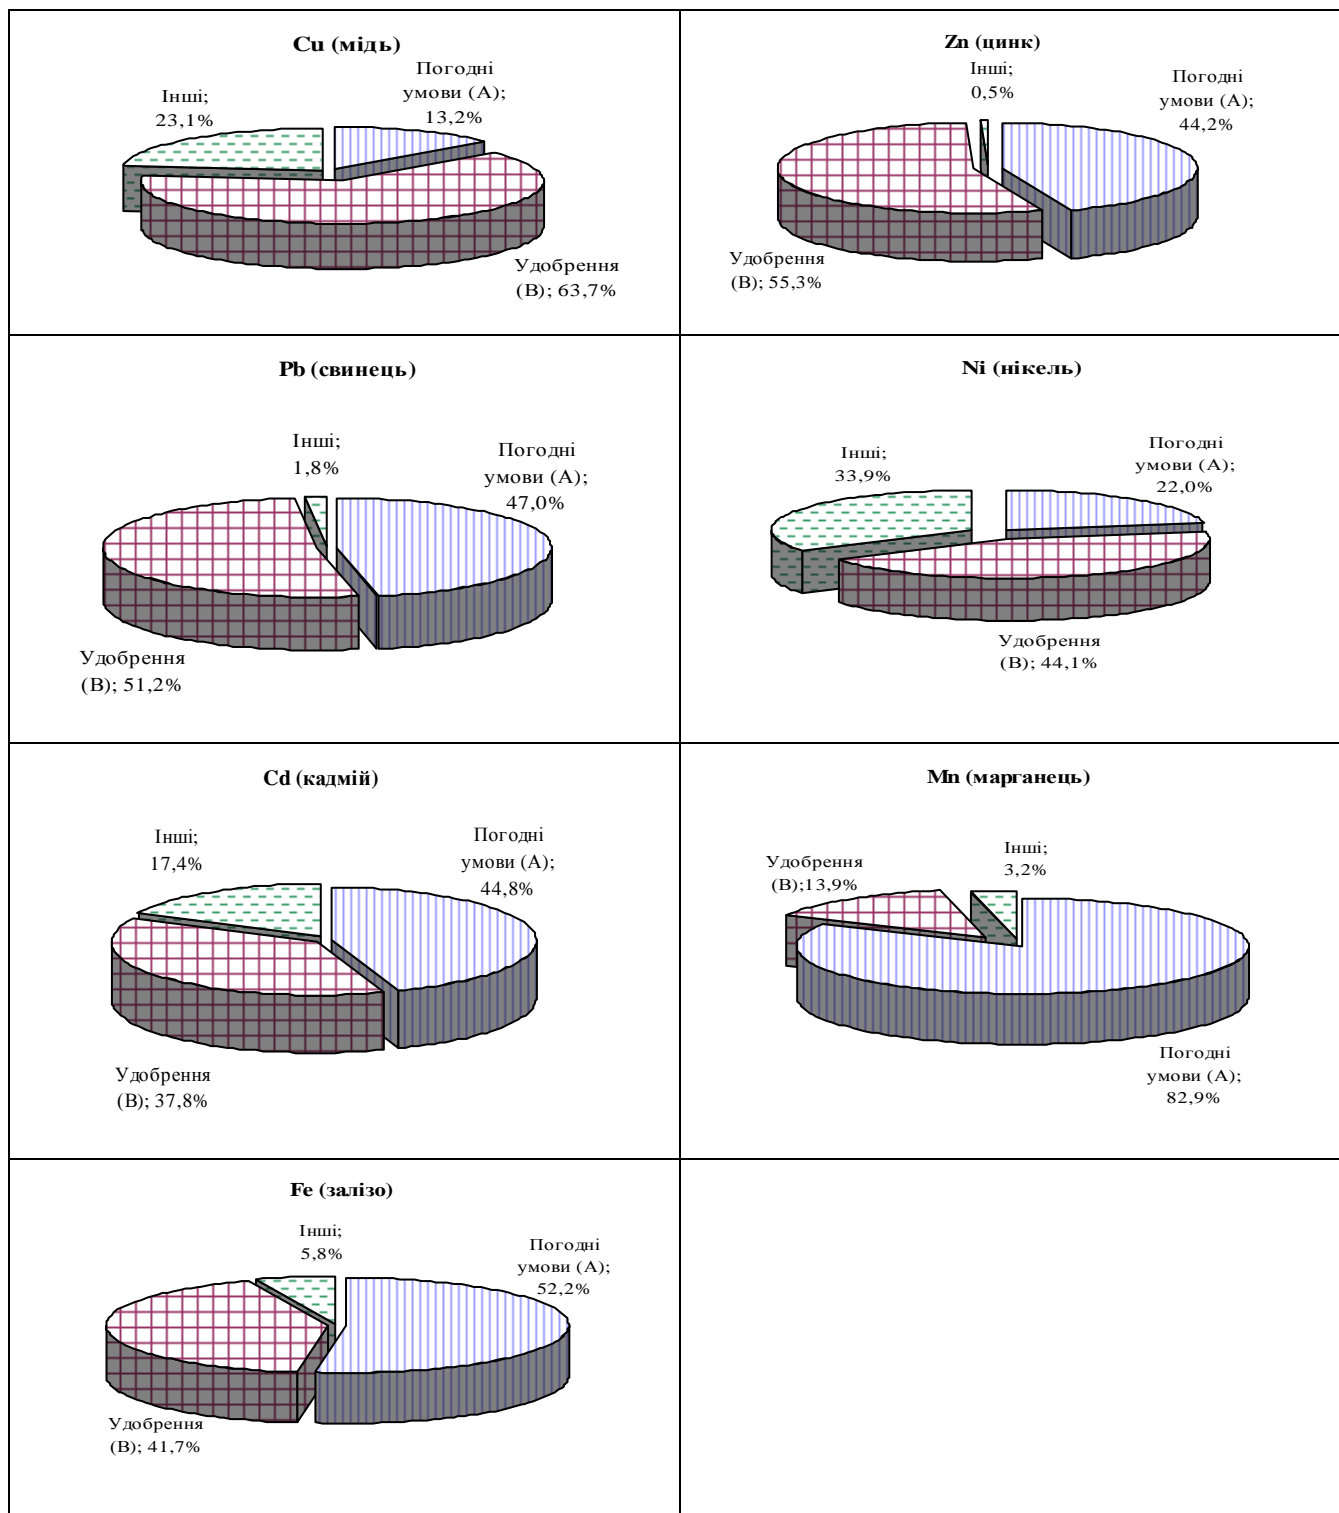 Cu (мідь)
Погодні
умови (А);
13,2%
Інші;
23,1%
Удобрення
(В); 63,7%
Zn (цинк)
Інші;
0,5%
Погодні
умови (А);
44,2%
Удобрення
(В); 55,3%
Pb (свинець)
Інші;
1,8%
Погодні
умови (А);
47,0%
Удобрення
(В); 51,2%
Ni (нікель)
Інші;
33,9%
Погодні
умови (А);
22,0%
Удобрення
(В); 44,1%
Cd (кадмій)
Інші;
17,4%
Погодні
умови (А);
44,8%
Удобрення
(В); 37,8%
Mn (марганець)
Удобрення
(В);13,9%
Інші;
3,2%
Погодні
умови (А);
82,9%
Fe (залізо)
Інші;
5,8%
Погодні
умови (А);
52,2%
Удобрення
(В); 41,7%